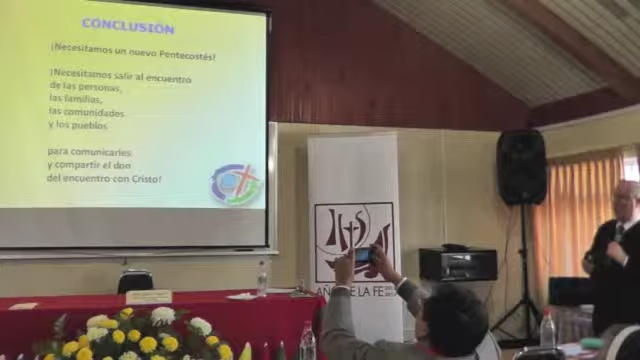 CONCLUSIÓN
¡Necesitamos un nuevo Pentecostés!
¡Necesitamos salir al encuentro
de las personas,
las familias,
las comunidades
y los pueblos
para comunicarles
y compartir el don
del encuentro con Cristo!
AÑO DE LA FE